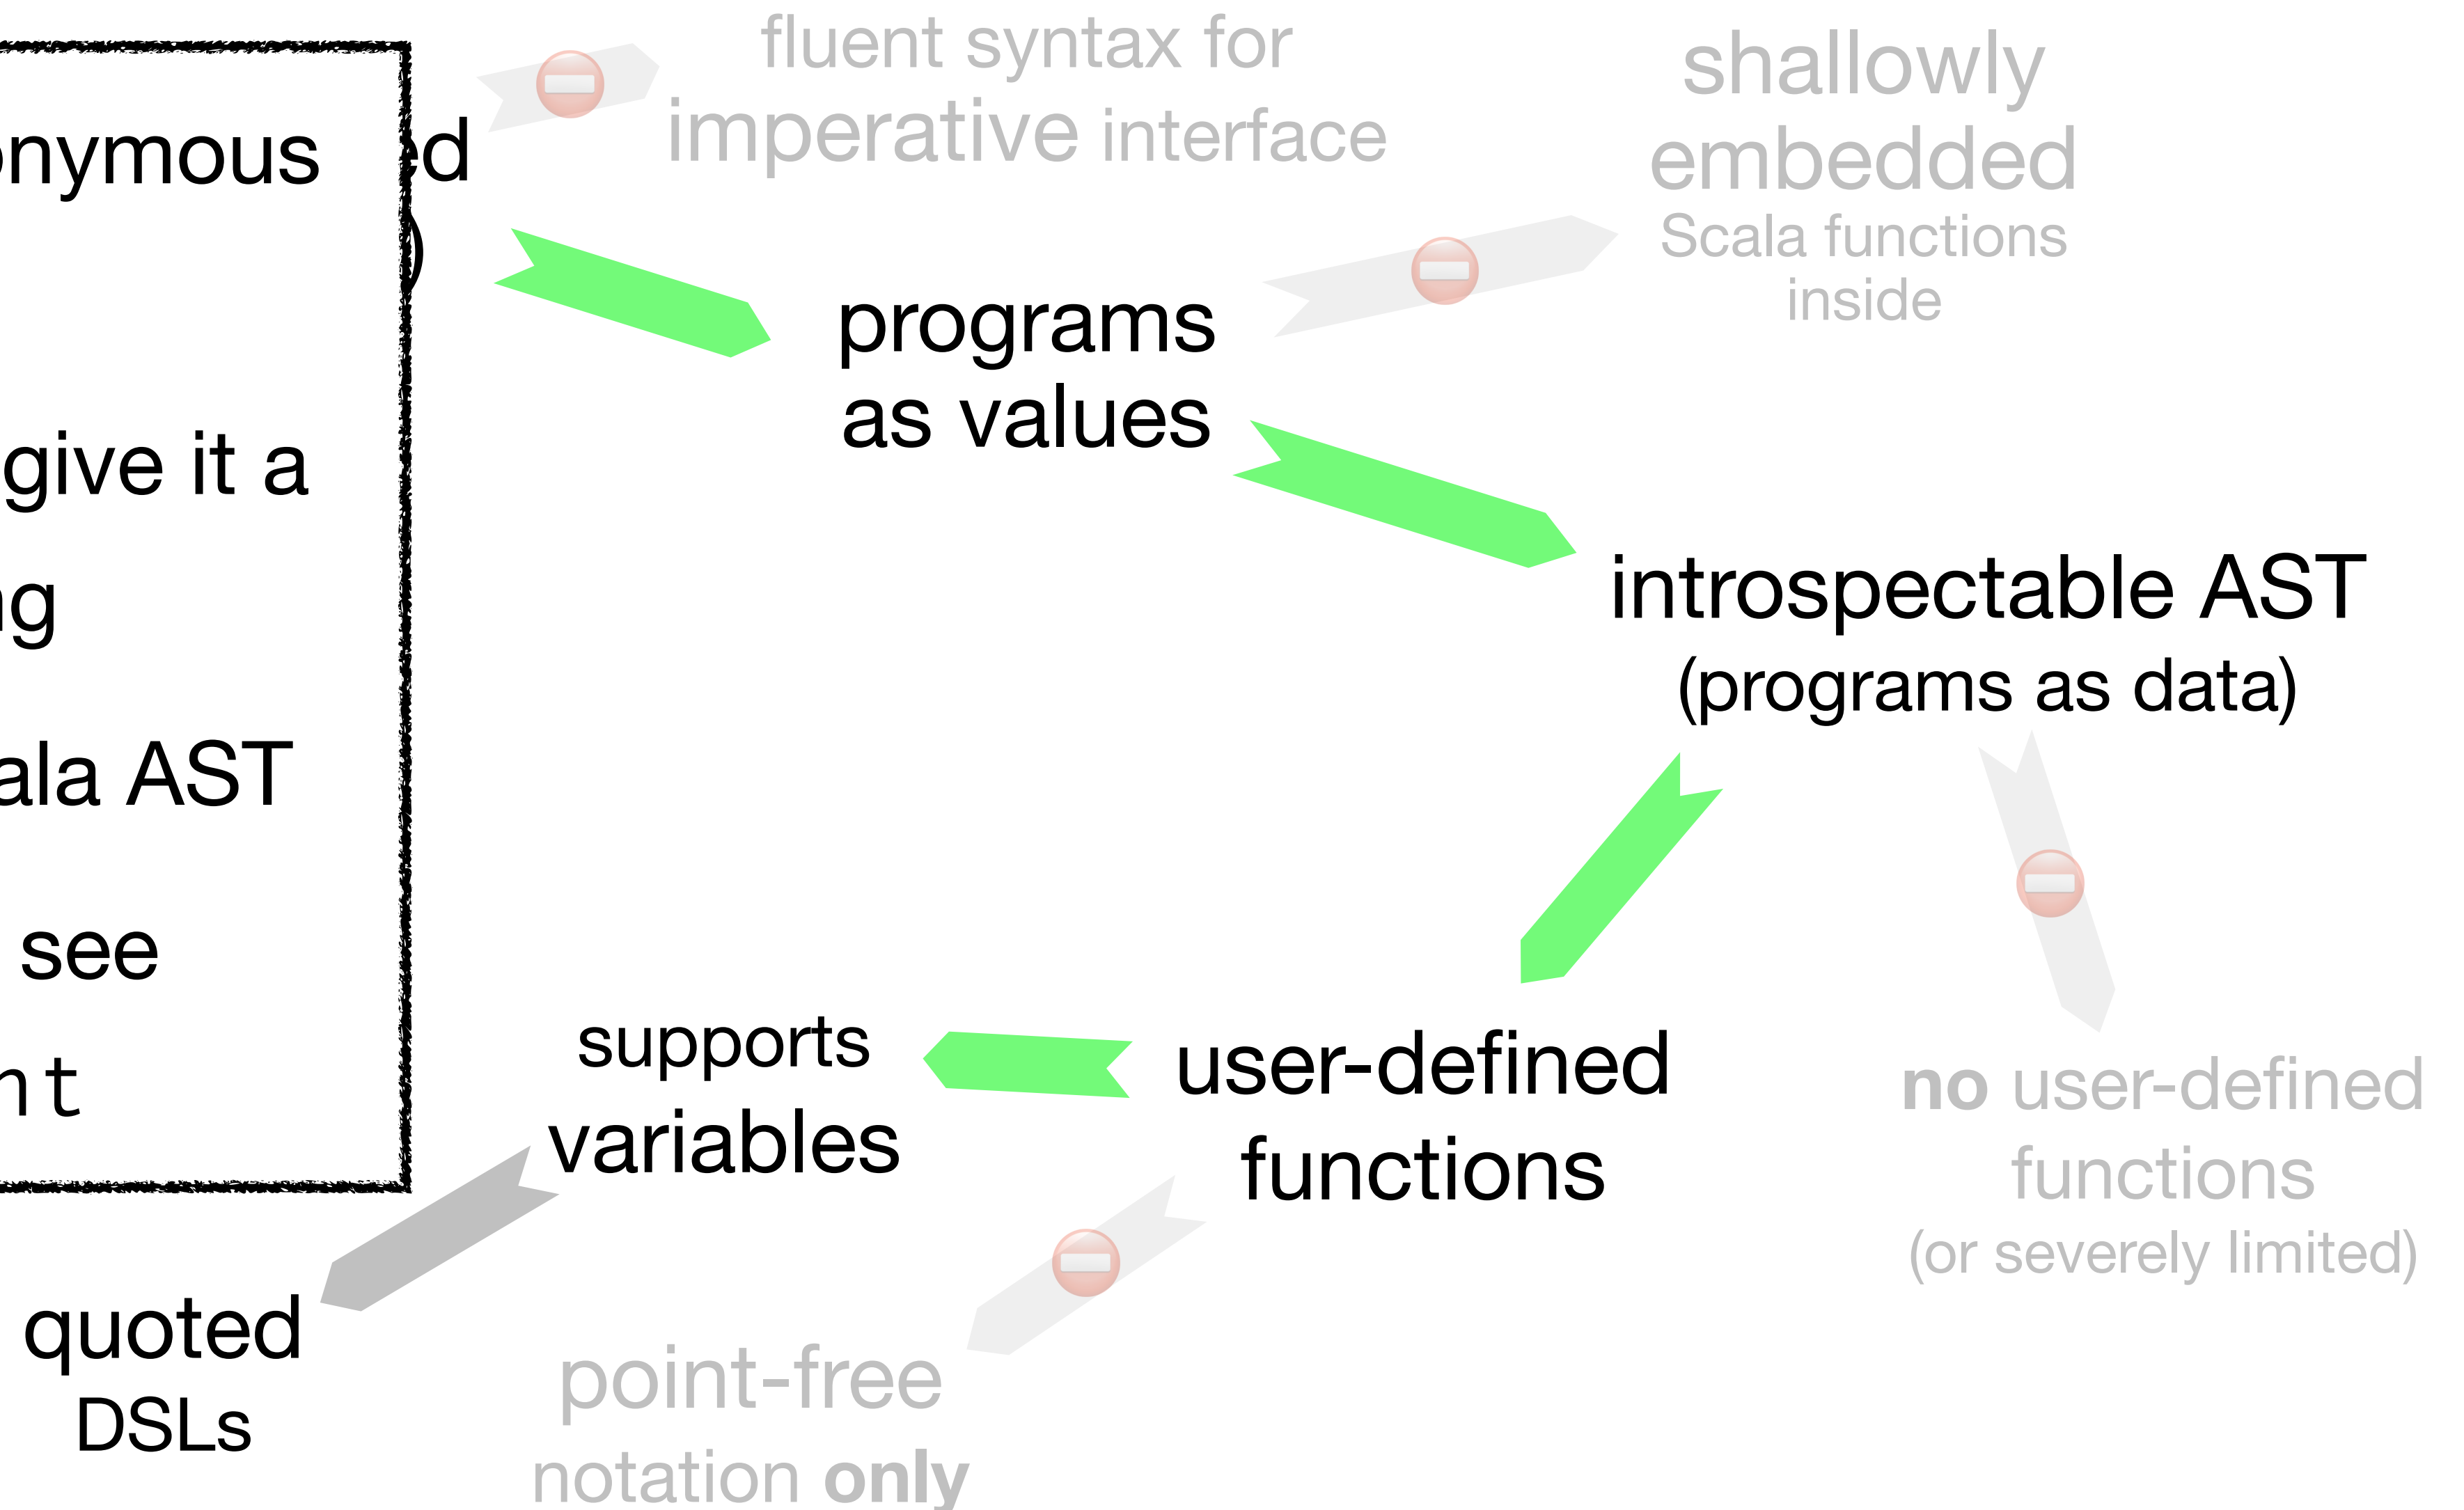 onymous
ed
)
give it a
ng
ala AST
see
nt
fluent syntax for
imperative interface
shallowly
embedded
Scala functions
inside
programs
as values
introspectable AST
(programs as data)
user-defined
functions
no user-defined
functions
(or severely limited)
supports
variables
point-free
notation only
quoted
DSLs